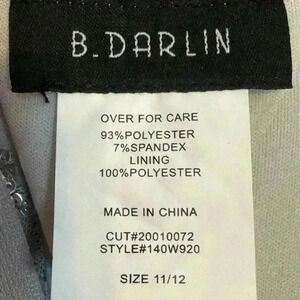 B.DARLIN
OVER FOR CARE
93%POLYESTER
7%SPANDEX
LINING
100%POLYESTER
MADE IN CHINA
CUT#20010072
STYLE#140W920
SIZE 11/12